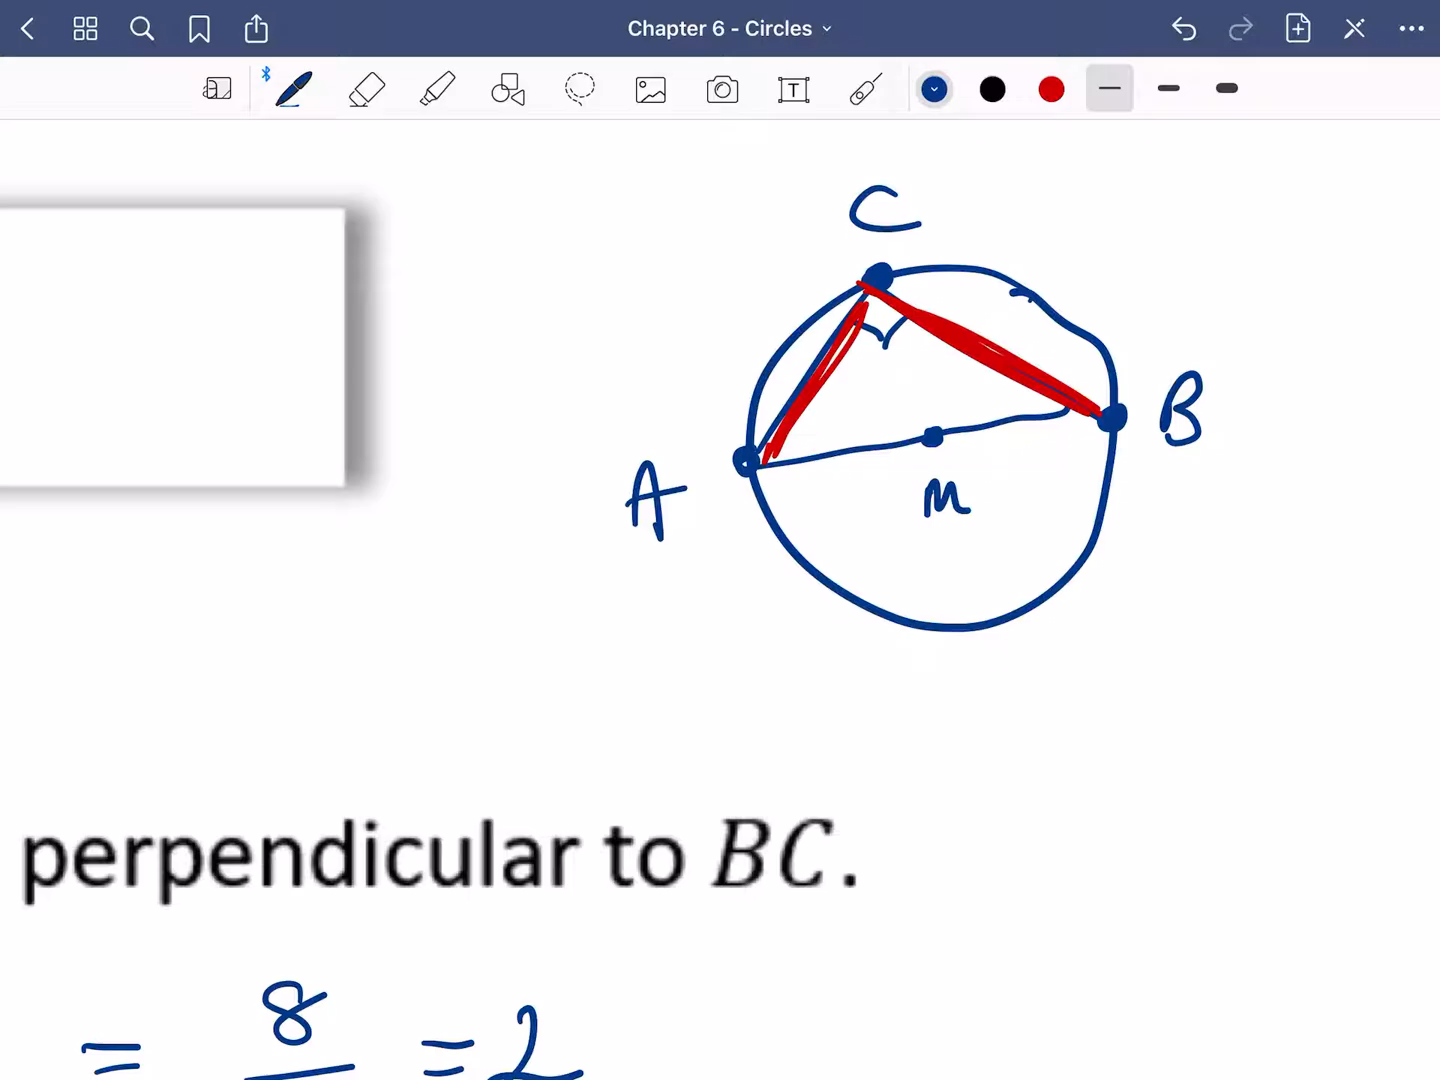 Chapter 6 - Circles
C
B
A
M
perpendicular to BC.
= 8 = 2